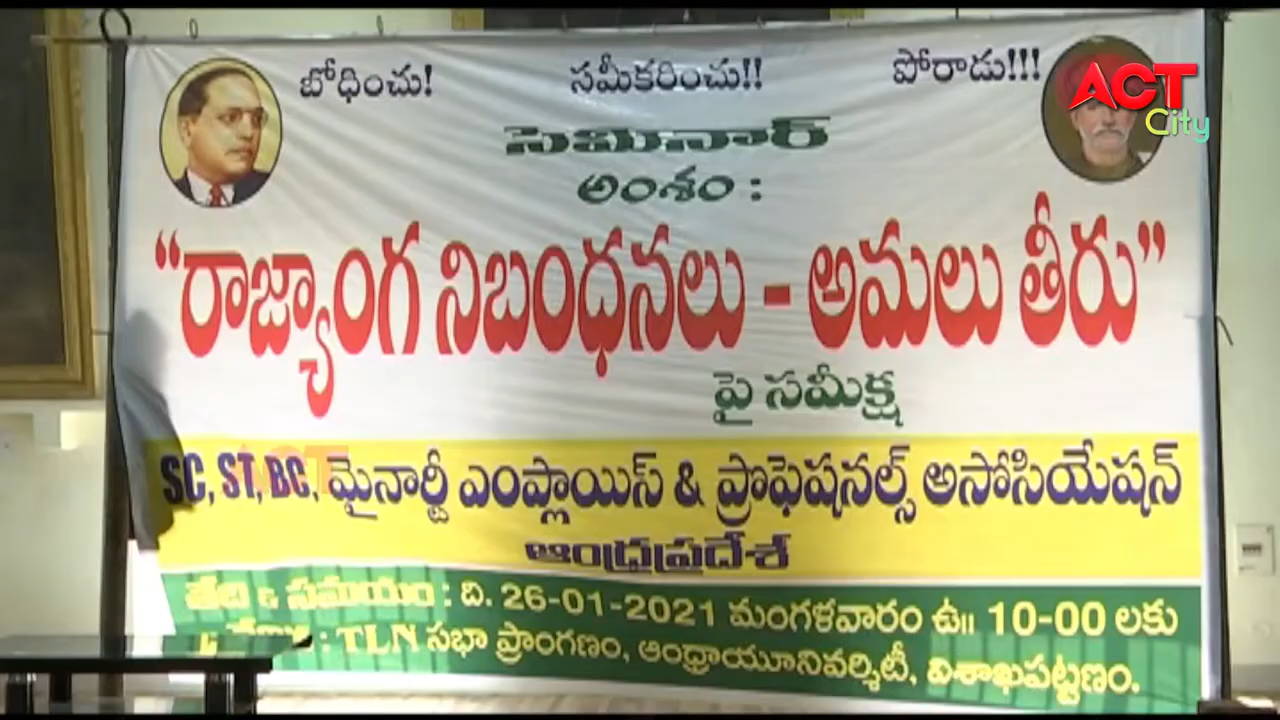 బోధించు! సమీకరించు!! పోరాడు!!!
ACT
City
సెమినార్
అంశం :
“రాజ్యాంగ నిబంధనలు - అమలు తీరు”
పై సమీక్ష
SC, ST, BC, మైనార్టీ ఎంప్లాయిస్ & ప్రొఫెషనల్స్ అసోసియేషన్
ఆంధ్రప్రదేశ్
తేది & సమయం : ది. 26-01-2021 మంగళవారం ఉ॥ 10-00 లకు
: TLN సభా ప్రాంగణం, ఆంధ్రాయూనివర్శిటీ, విశాఖపట్టణం.